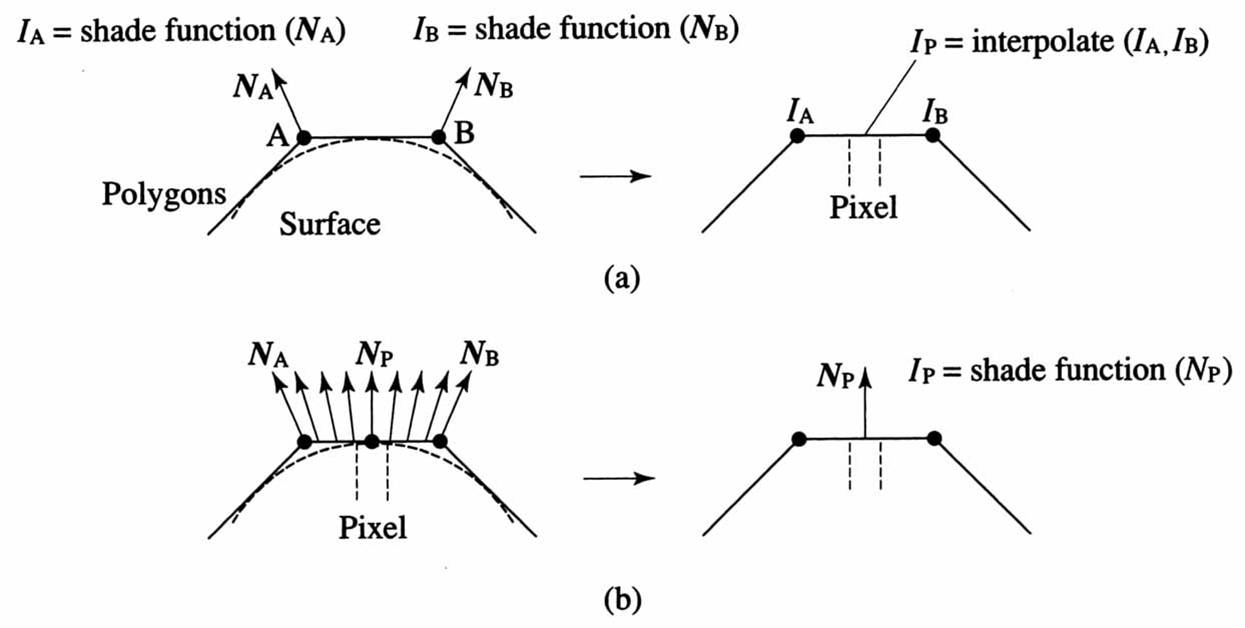 I_A = shade function (N_A) I_B = shade function (N_B)
I_P = interpolate (I_A, I_B)
N_A N_B
I_A I_B
A B
Polygons
Surface
Pixel
(a)
N_A N_P N_B
N_P I_P = shade function (N_P)
Pixel
(b)